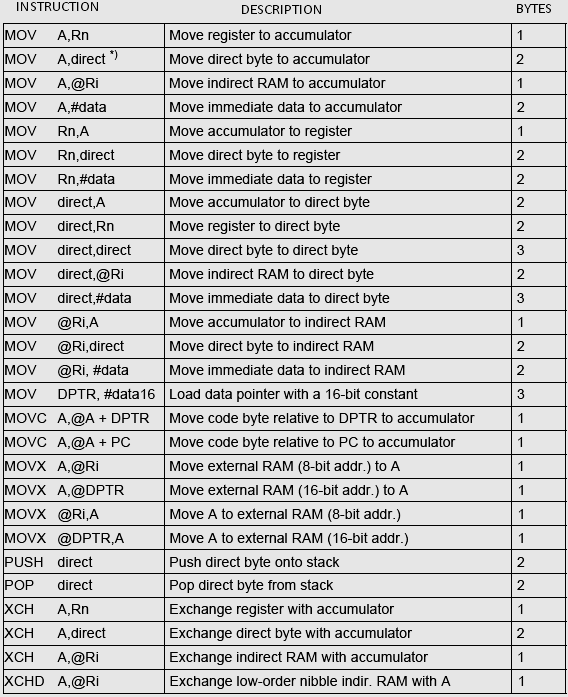 INSTRUCTION DESCRIPTION BYTES
MOV A,Rn Move register to accumulator 1
MOV A,direct *) Move direct byte to accumulator 2
MOV A,@Ri Move indirect RAM to accumulator 1
MOV A,#data Move immediate data to accumulator 2
MOV Rn,A Move accumulator to register 1
MOV Rn,direct Move direct byte to register 2
MOV Rn,#data Move immediate data to register 2
MOV direct,A Move accumulator to direct byte 2
MOV direct,Rn Move register to direct byte 2
MOV direct,direct Move direct byte to direct byte 3
MOV direct,@Ri Move indirect RAM to direct byte 2
MOV direct,#data Move immediate data to direct byte 3
MOV @Ri,A Move accumulator to indirect RAM 1
MOV @Ri,direct Move direct byte to indirect RAM 2
MOV @Ri, #data Move immediate data to indirect RAM 2
MOV DPTR, #data16 Load data pointer with a 16-bit constant 3
MOVC A,@A + DPTR Move code byte relative to DPTR to accumulator 1
MOVC A,@A + PC Move code byte relative to PC to accumulator 1
MOVX A,@Ri Move external RAM (8-bit addr.) to A 1
MOVX A,@DPTR Move external RAM (16-bit addr.) to A 1
MOVX @Ri,A Move A to external RAM (8-bit addr.) 1
MOVX @DPTR,A Move A to external RAM (16-bit addr.) 1
PUSH direct Push direct byte onto stack 2
POP direct Pop direct byte from stack 2
XCH A,Rn Exchange register with accumulator 1
XCH A,direct Exchange direct byte with accumulator 2
XCH A,@Ri Exchange indirect RAM with accumulator 1
XCHD A,@Ri Exchange low-order nibble indir. RAM with A 1